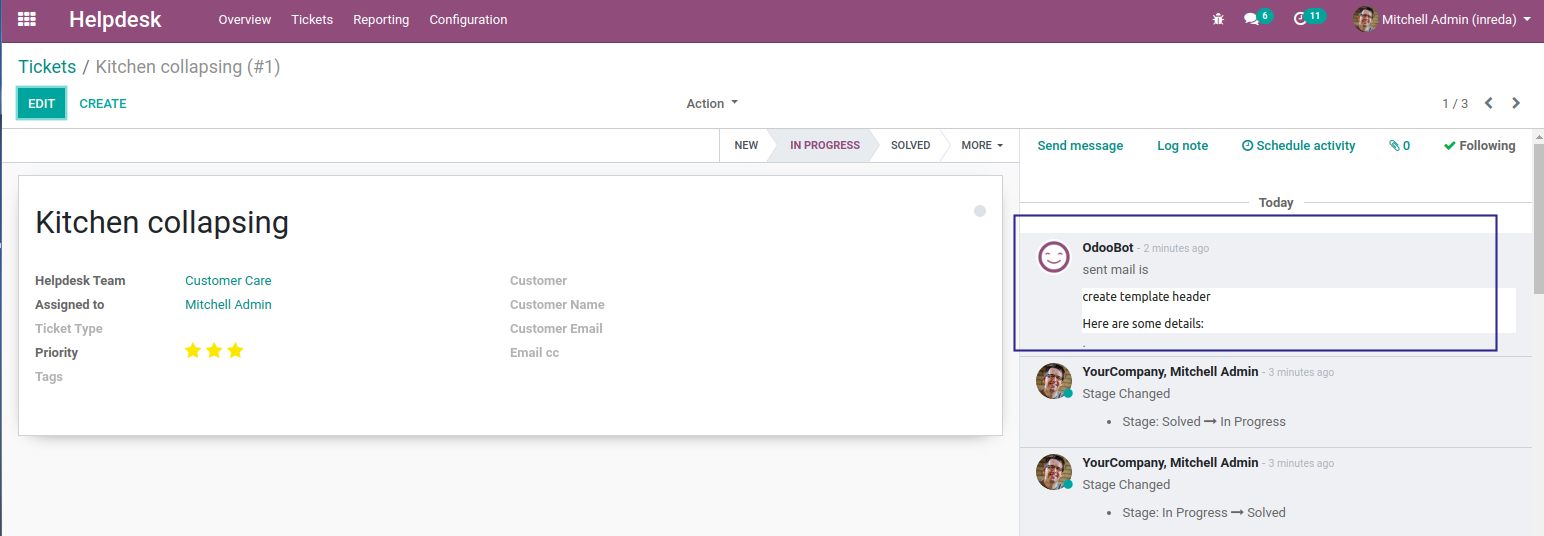 Helpdesk Overview Tickets Reporting Configuration 6 11 Mitchell Admin (inreda)
Tickets / Kitchen collapsing (#1)
EDIT CREATE Action 1 / 3
NEW IN PROGRESS SOLVED MORE
Kitchen collapsing
Helpdesk Team Customer Care
Assigned to Mitchell Admin
Ticket Type
Priority
Tags
Customer
Customer Name
Customer Email
Email cc
Send message Log note Schedule activity 0 Following
Today
OdooBot - 2 minutes ago
sent mail is
create template header
Here are some details:
.
YourCompany, Mitchell Admin - 3 minutes ago
Stage Changed
• Stage: Solved → In Progress
YourCompany, Mitchell Admin - 3 minutes ago
Stage Changed
• Stage: In Progress → Solved